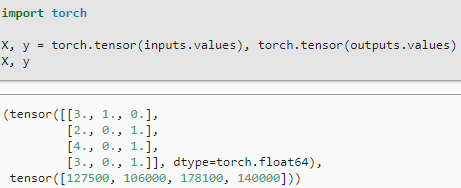 import torch
X, y = torch.tensor(inputs.values), torch.tensor(outputs.values)
X, y
(tensor([[3., 1., 0.],
[2., 0., 1.],
[4., 0., 1.],
[3., 0., 1.]], dtype=torch.float64),
tensor([127500, 106000, 178100, 140000]))